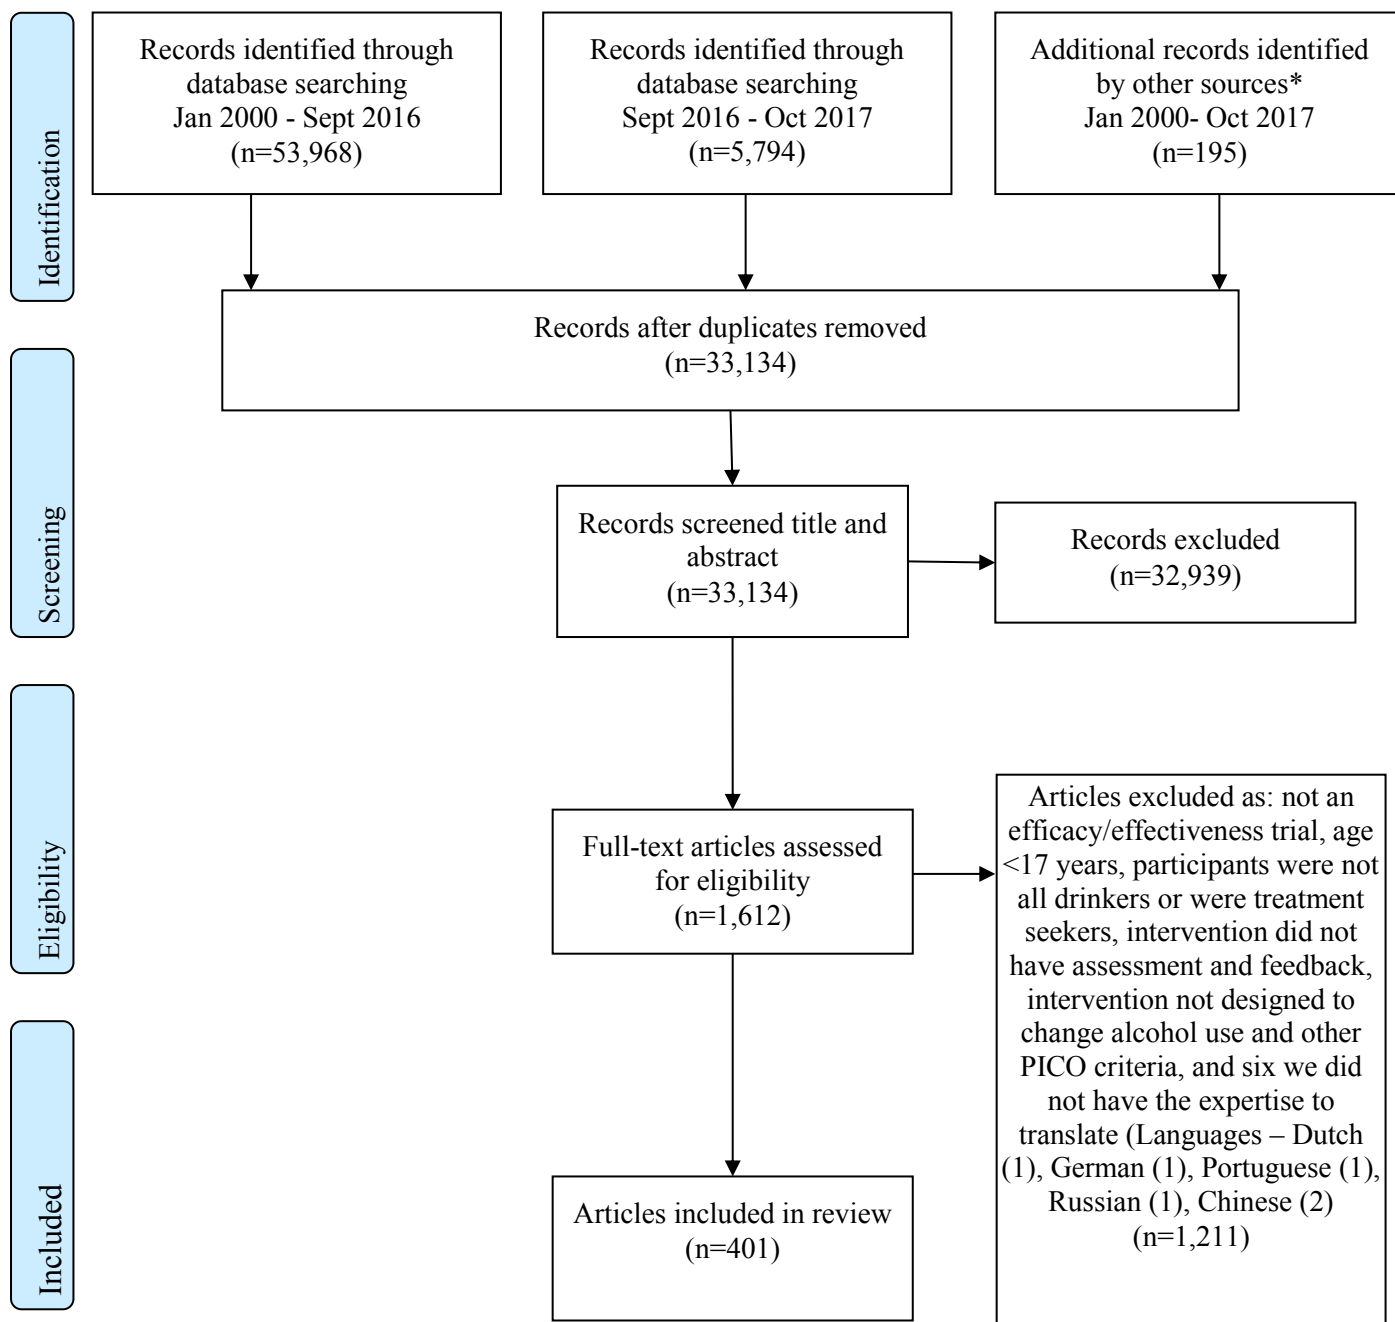 Identification
Records identified through
database searching
Jan 2000 - Sept 2016
(n=53,968)
Records identified through
database searching
Sept 2016 - Oct 2017
(n=5,794)
Additional records identified
by other sources*
Jan 2000- Oct 2017
(n=195)
Records after duplicates removed
(n=33,134)
Screening
Records screened title and
abstract
(n=33,134)
Records excluded
(n=32,939)
Eligibility
Full-text articles assessed
for eligibility
(n=1,612)
Articles excluded as: not an
efficacy/effectiveness trial, age
<17 years, participants were not
all drinkers or were treatment
seekers, intervention did not
have assessment and feedback,
intervention not designed to
change alcohol use and other
PICO criteria, and six we did
not have the expertise to
translate (Languages – Dutch
(1), German (1), Portuguese (1),
Russian (1), Chinese (2)
(n=1,211)
Included
Articles included in review
(n=401)